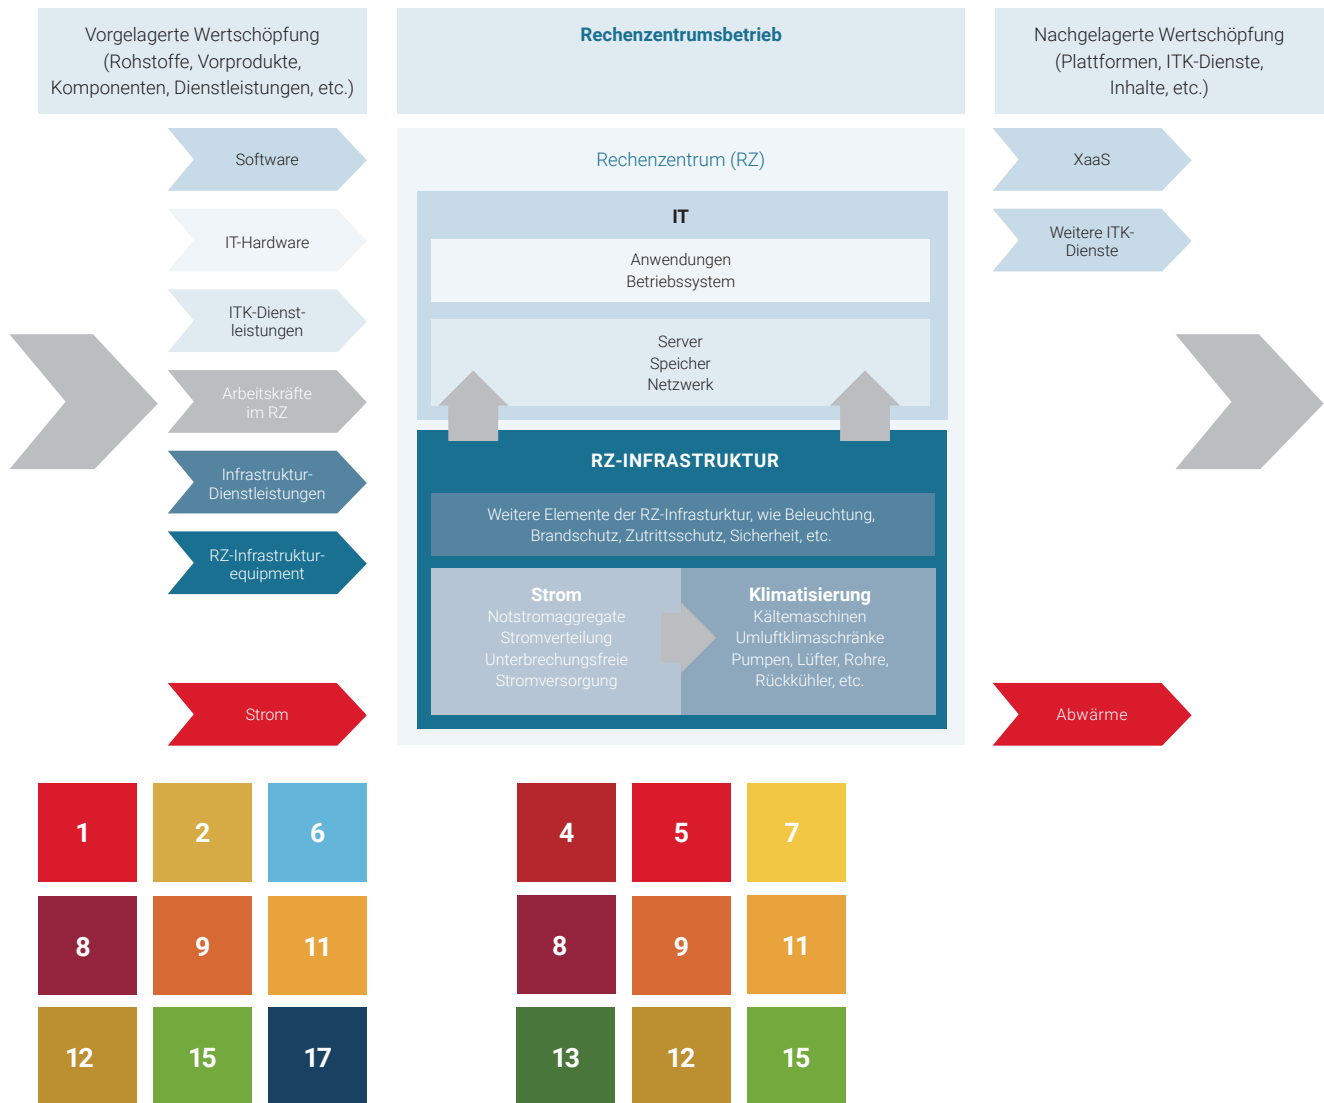 Vorgelagerte Wertschöpfung
(Rohstoffe, Vorprodukte,
Komponenten, Dienstleistungen, etc.)
Rechenzentrumsbetrieb
Nachgelagerte Wertschöpfung
(Plattformen, ITK-Dienste,
Inhalte, etc.)
Software
IT-Hardware
ITK-Dienst-
leistungen
Arbeitskräfte
im RZ
Infrastruktur-
Dienstleistungen
RZ-Infrastruktur-
equipment
Strom
Rechenzentrum (RZ)
IT
Anwendungen
Betriebssystem
Server
Speicher
Netzwerk
RZ-INFRASTRUKTUR
Weitere Elemente der RZ-Infrasturktur, wie Beleuchtung,
Brandschutz, Zutrittsschutz, Sicherheit, etc.
Strom
Notstromaggregate
Stromverteilung
Unterbrechungsfreie
Stromversorgung
Klimatisierung
Kältemaschinen
Umluftklimaschränke
Pumpen, Lüfter, Rohre,
Rückkühler, etc.
XaaS
Weitere ITK-
Dienste
Abwärme
1 2 6
8 9 11
12 15 17
4 5 7
8 9 11
13 12 15